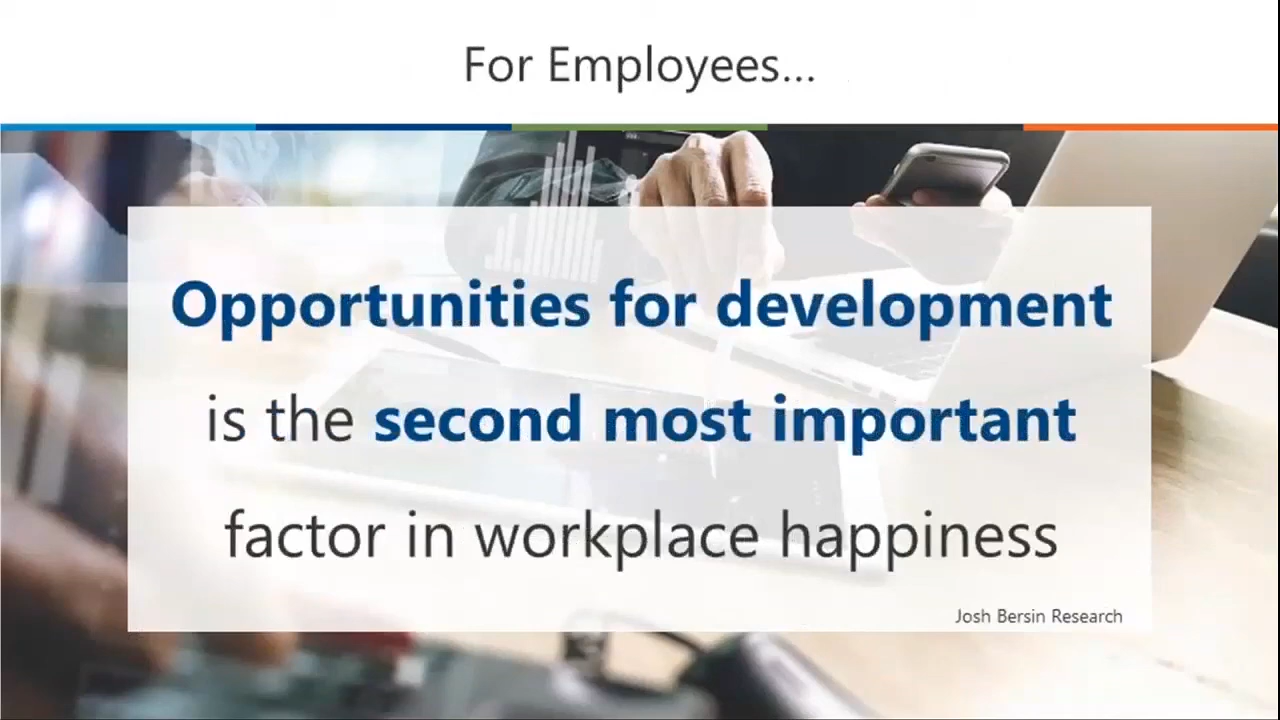 For Employees...
Opportunities for development
is the second most important
factor in workplace happiness
Josh Bersin Research